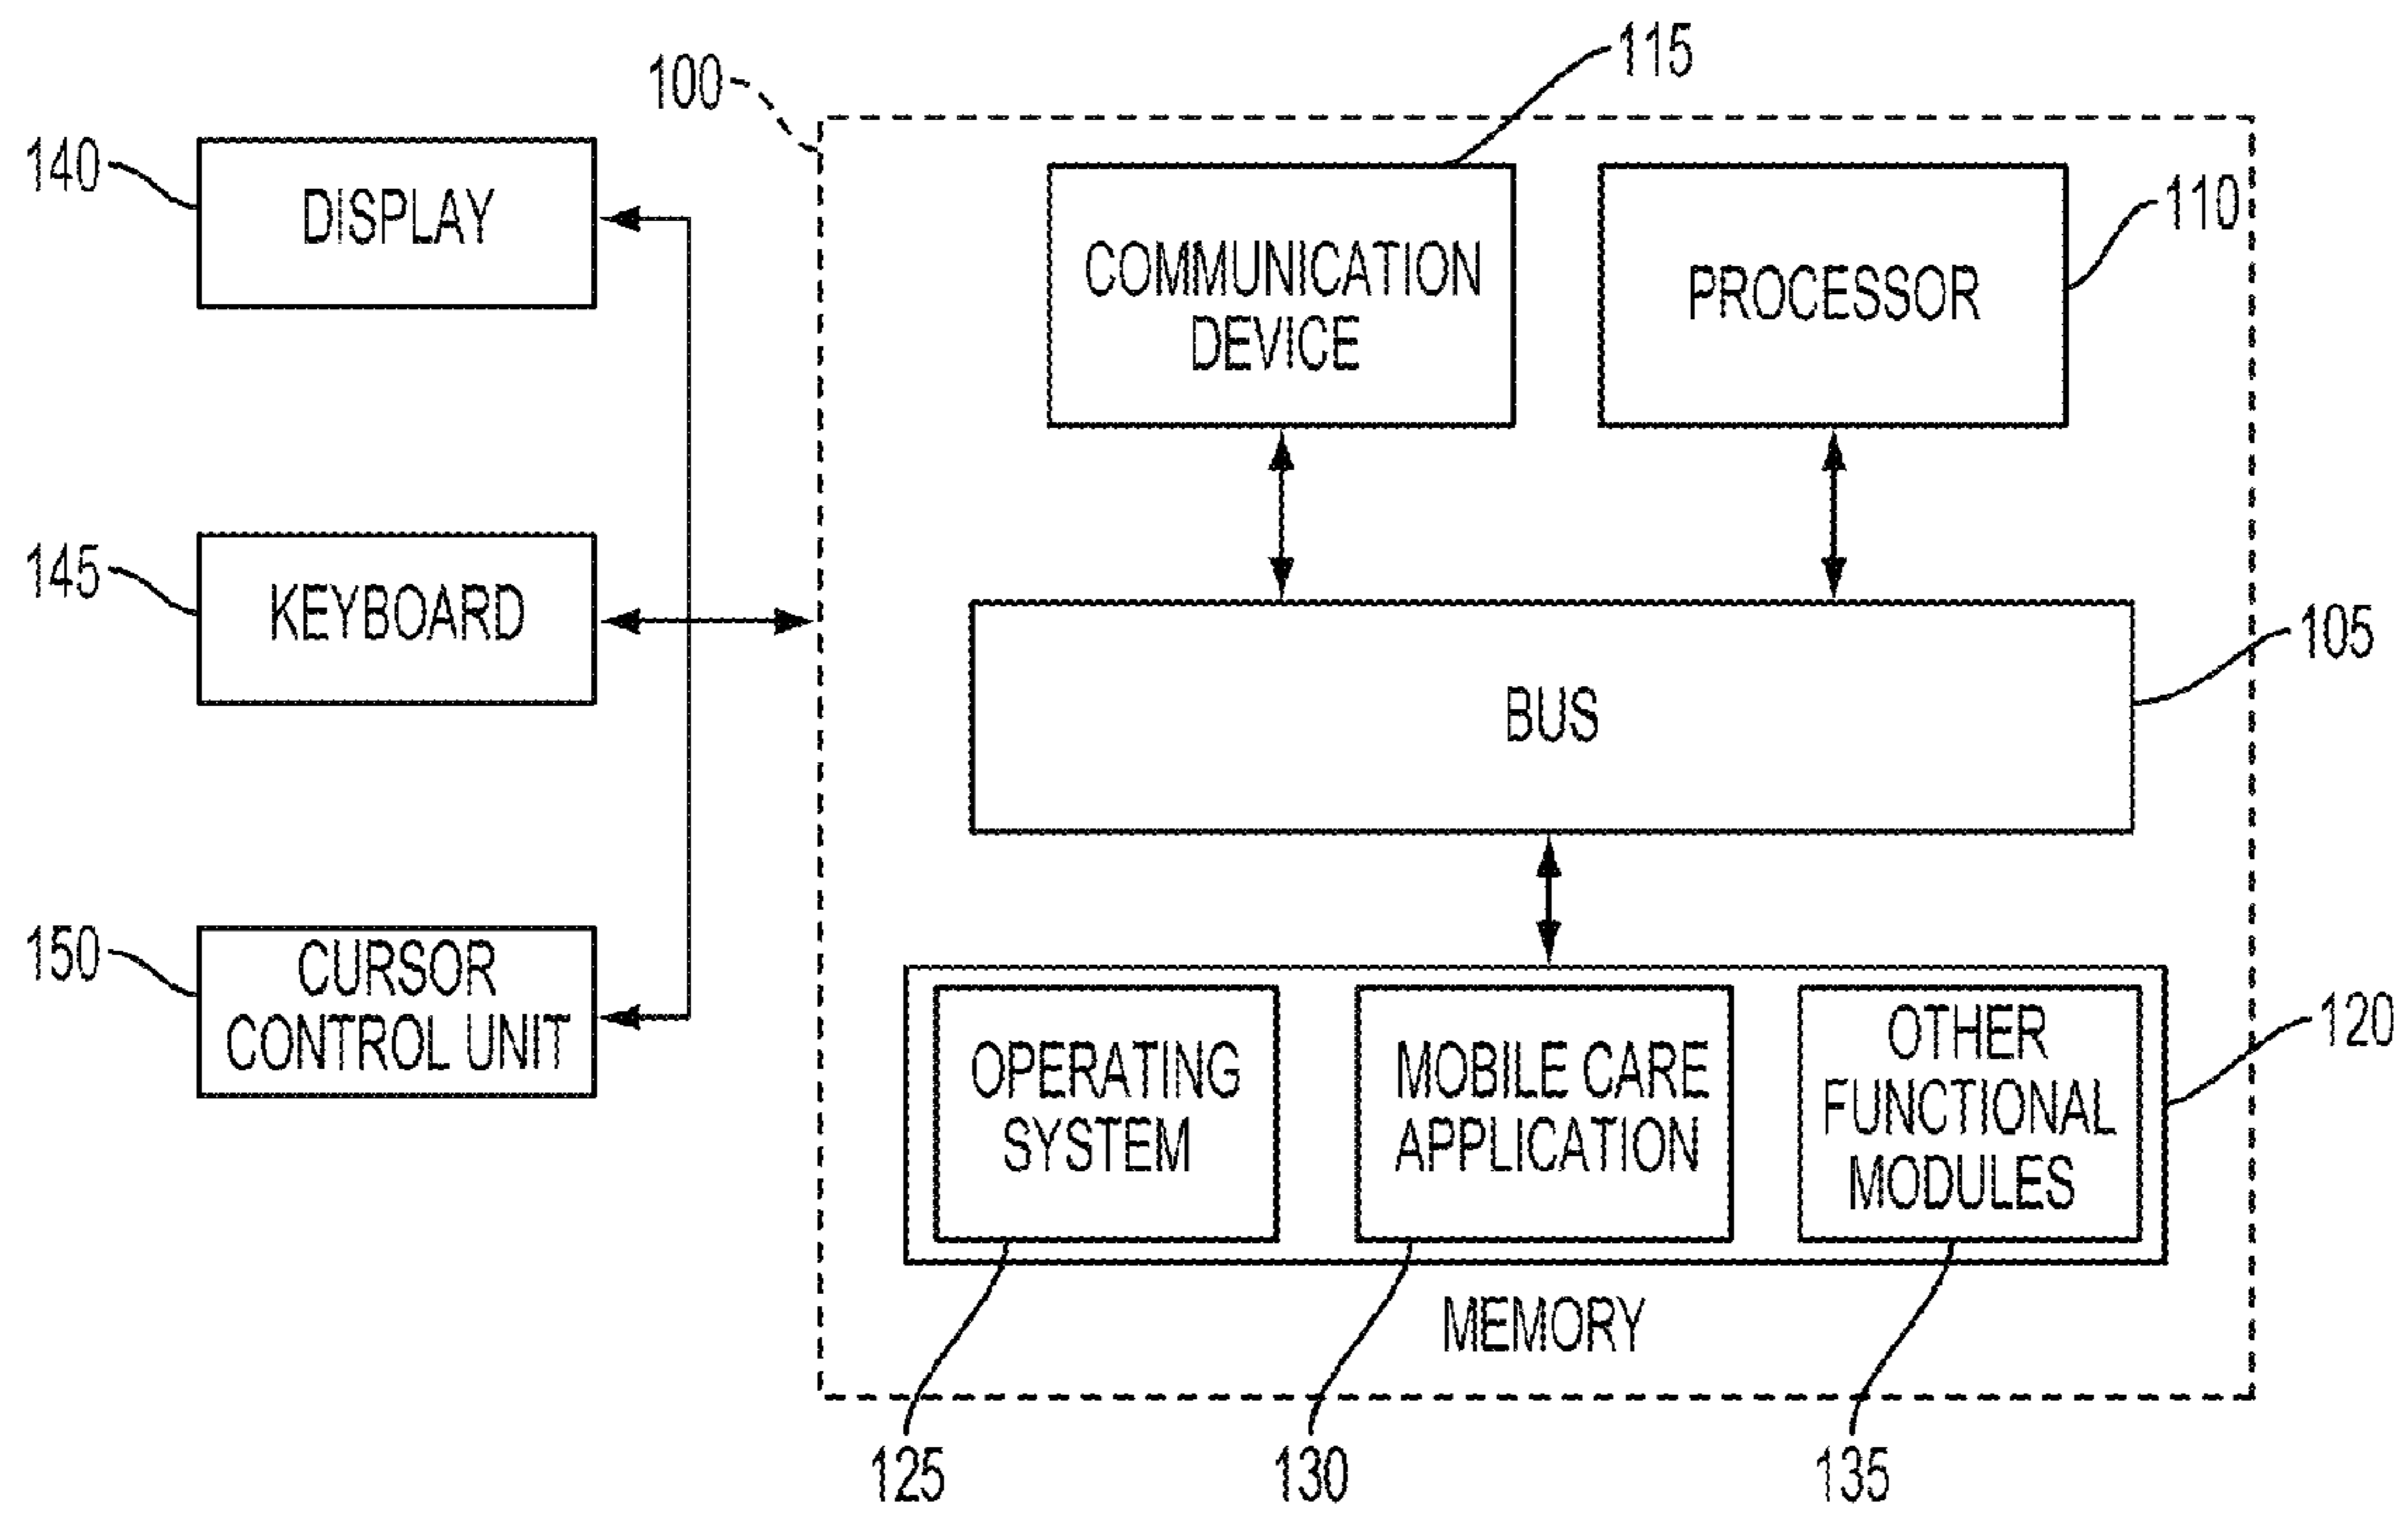 115
100
140
DISPLAY
COMMUNICATION
DEVICE
PROCESSOR
110
145
KEYBOARD
BUS
105
150
CURSOR
CONTROL UNIT
OPERATING
SYSTEM
MOBILE CARE
APPLICATION
OTHER
FUNCTIONAL
MODULES
120
MEMORY
125
130
135